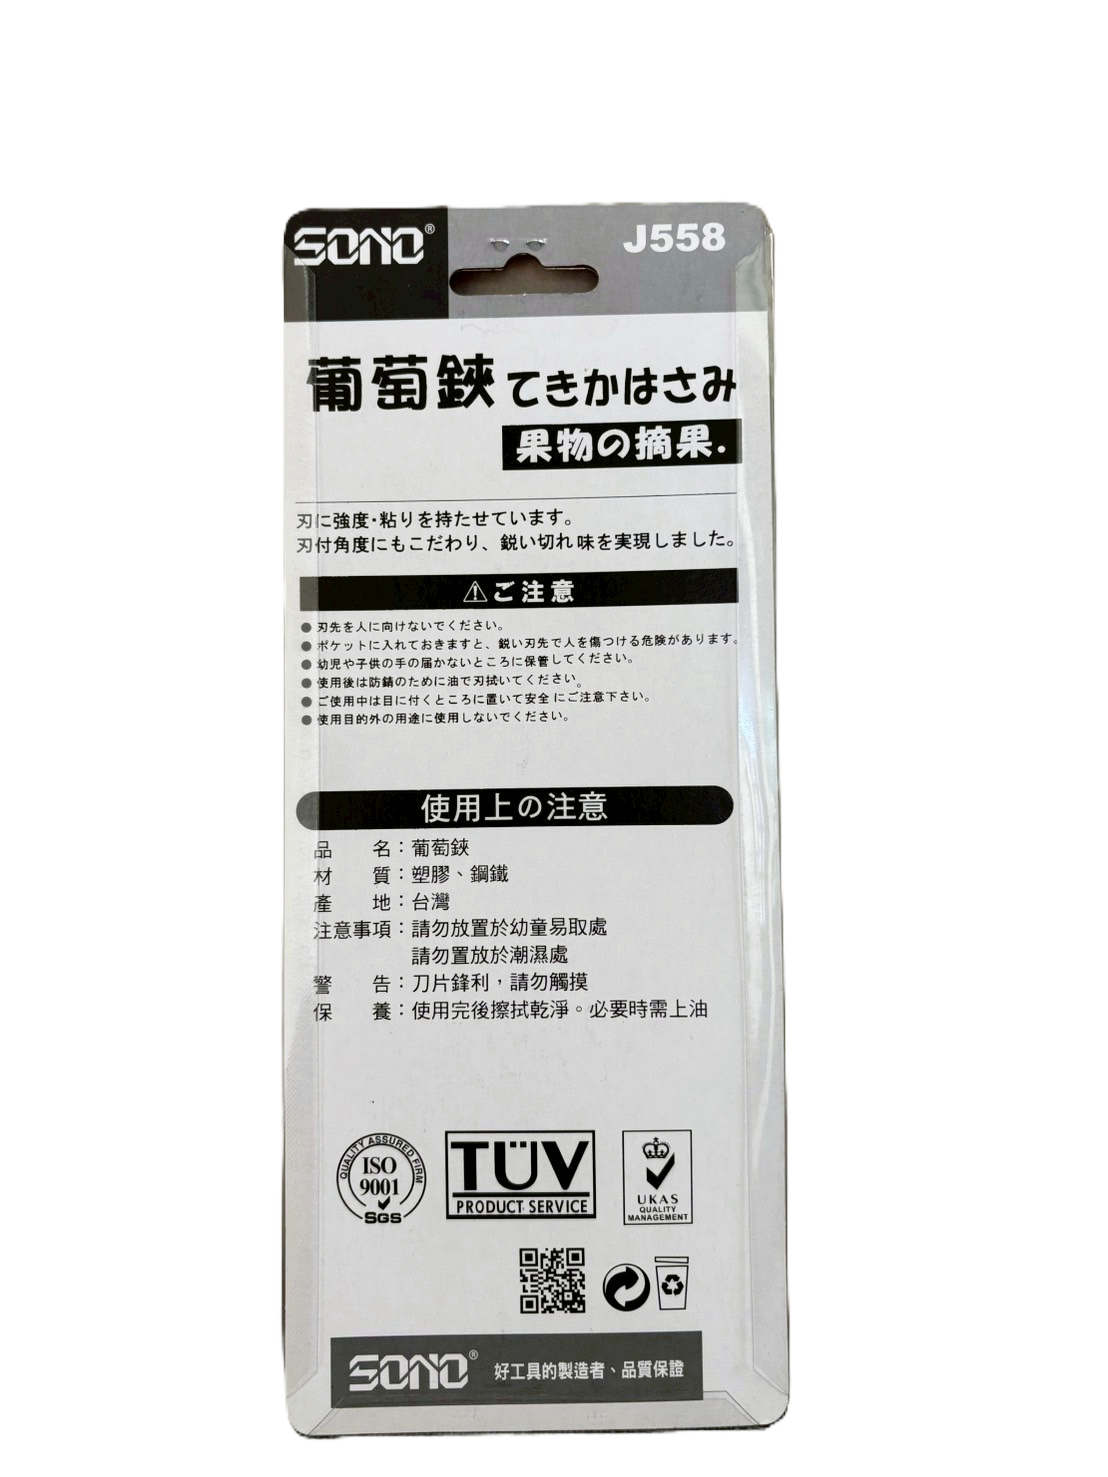 SONO® J558
葡萄鋏 てきかはさみ
果物の摘果.
刃に強度・粘りを持たせています。
刃付角度にもこだわり、鋭い切れ味を実現しました。
⚠ご注意
● 刃先を人に向けないでください。
● ポケットに入れておきますと、鋭い刃先で人を傷つける危険があります。
● 幼児や子供の手の届かないところに保管してください。
● 使用後は防錆のために油で刃拭いてください。
● ご使用中は目に付くところに置いて安全にご注意下さい。
● 使用目的外の用途に使用しないでください。
使用上の注意
品名：葡萄鋏
材質：塑膠、鋼鐵
產地：台灣
注意事項：請勿放置於幼童易取處
請勿置放於潮濕處
警告：刀片鋒利，請勿觸摸
保養：使用完後擦拭乾淨。必要時需上油
QUALITY ASSURED FIRM
ISO
9001
SGS
TÜV
PRODUCT SERVICE
UKAS
QUALITY
MANAGEMENT
SONO® 好工具的製造者、品質保證